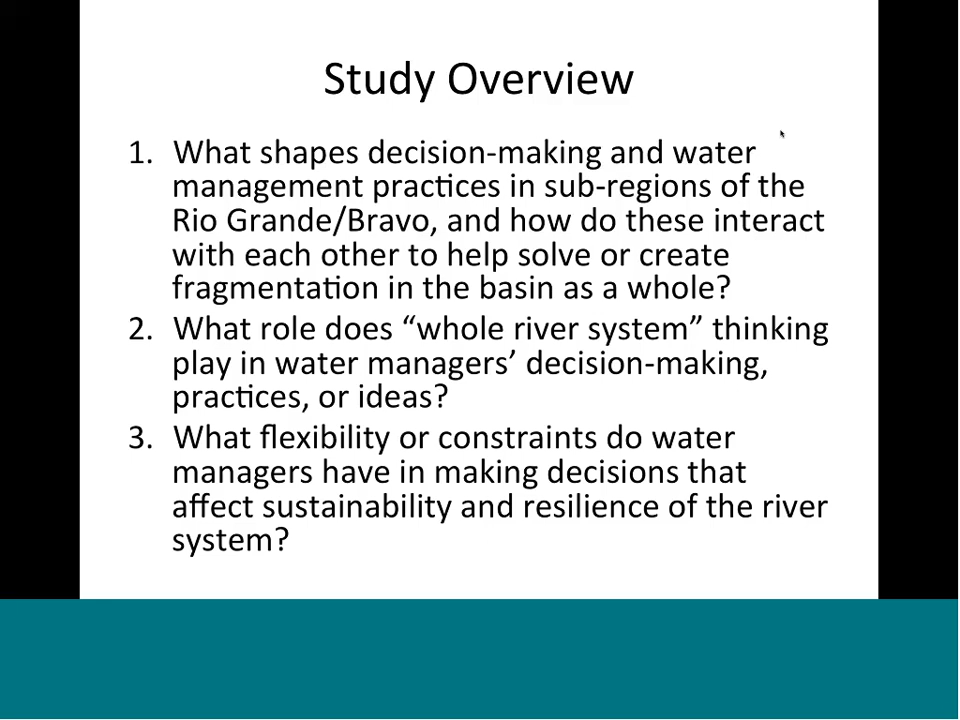 Study Overview
1. What shapes decision-making and water
management practices in sub-regions of the
Rio Grande/Bravo, and how do these interact
with each other to help solve or create
fragmentation in the basin as a whole?
2. What role does “whole river system” thinking
play in water managers’ decision-making,
practices, or ideas?
3. What flexibility or constraints do water
managers have in making decisions that
affect sustainability and resilience of the river
system?